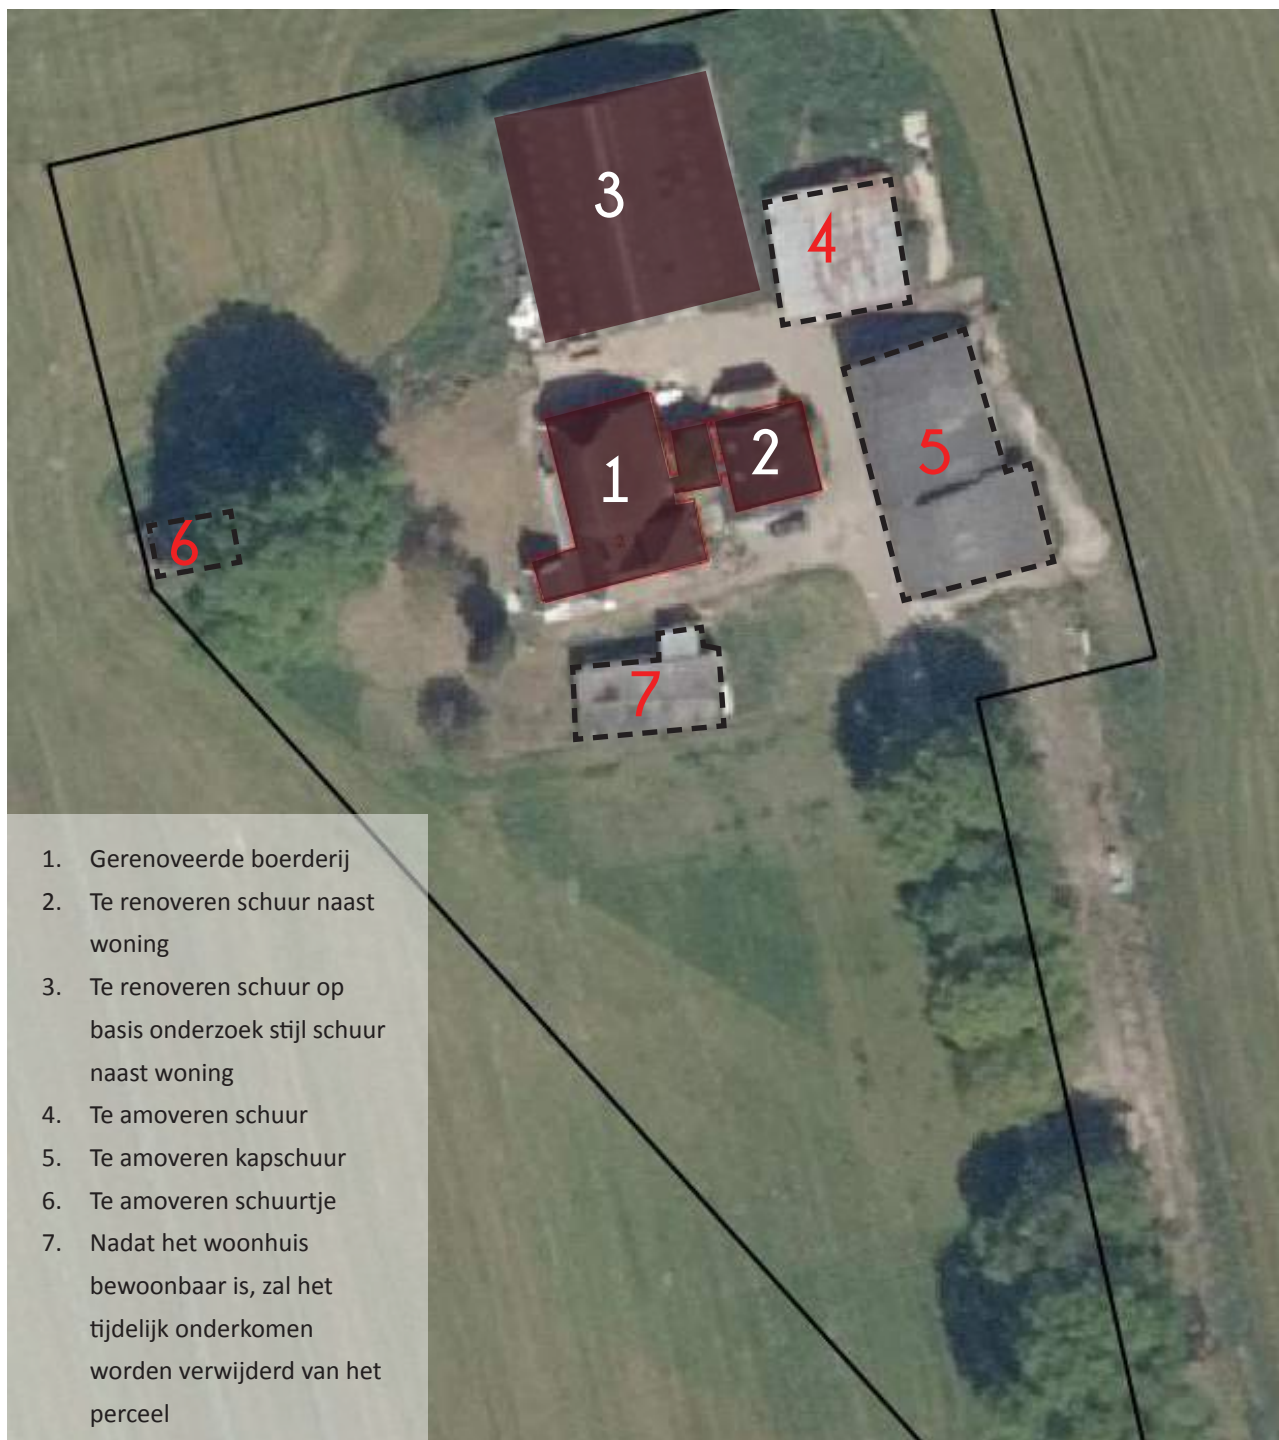 3
4
2
1
5
6
7
1. Gerenoveerde boerderij
2. Te renoveren schuur naast
woning
3. Te renoveren schuur op
basis onderzoek stijl schuur
naast woning
4. Te amoveren schuur
5. Te amoveren kapschuur
6. Te amoveren schuurtje
7. Nadat het woonhuis
bewoonbaar is, zal het
tijdelijk onderkomen
worden verwijderd van het
perceel